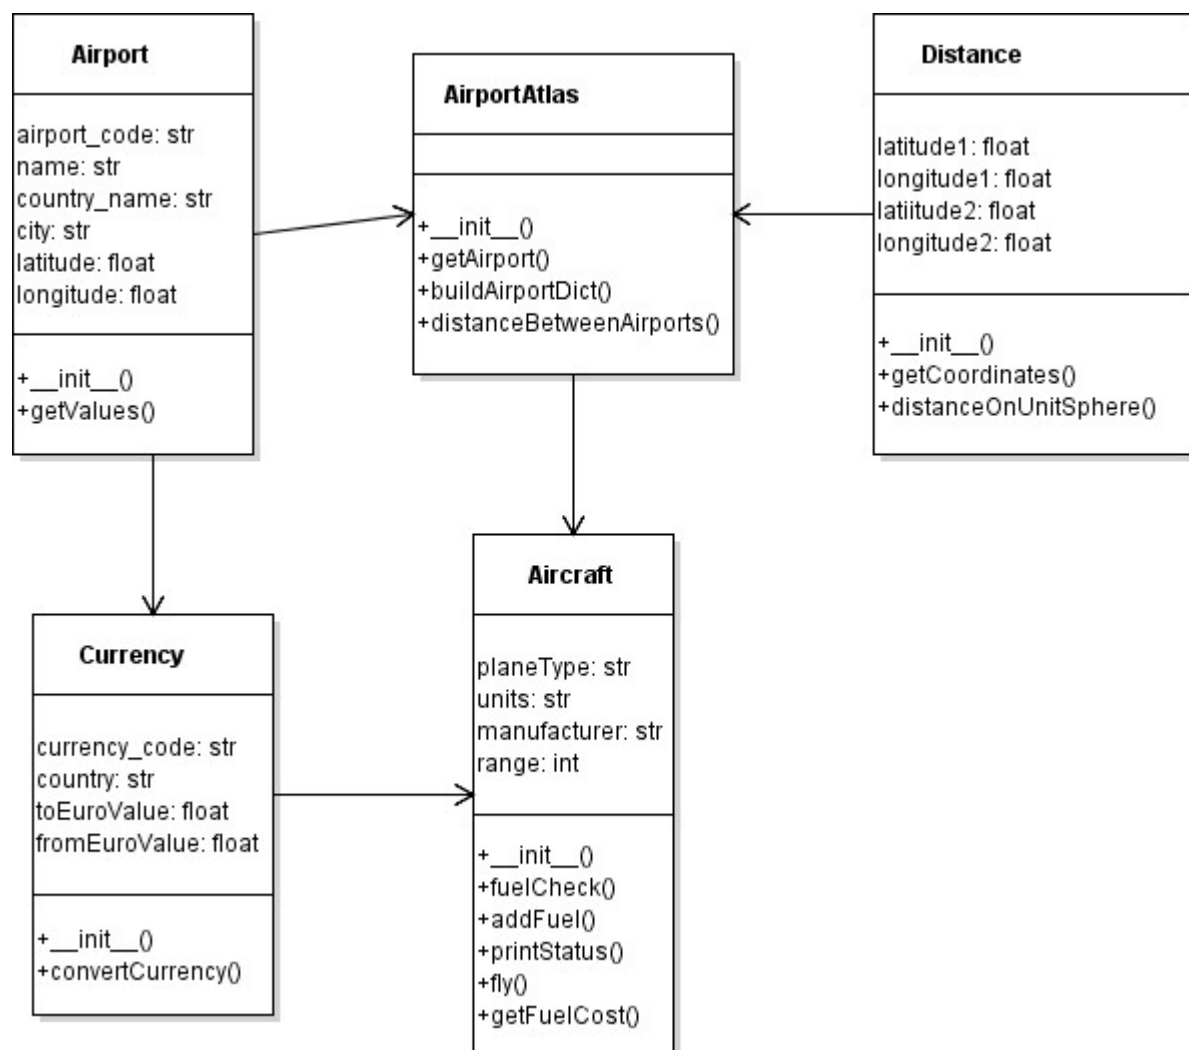 Airport
airport_code: str
name: str
country_name: str
city: str
latitude: float
longitude: float
+__init__()
+getValues()
AirportAtlas
+__init__()
+getAirport()
+buildAirportDict()
+distanceBetweenAirports()
Distance
latitude1: float
longitude1: float
latiitude2: float
longitude2: float
+__init__()
+getCoordinates()
+distanceOnUnitSphere()
Currency
currency_code: str
country: str
toEuroValue: float
fromEuroValue: float
+__init__()
+convertCurrency()
Aircraft
planeType: str
units: str
manufacturer: str
range: int
+__init__()
+fuelCheck()
+addFuel()
+printStatus()
+fly()
+getFuelCost()